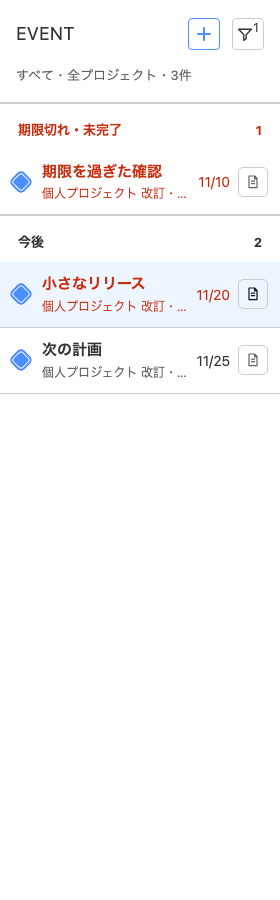 EVENT
1
すべて・全プロジェクト・3件
期限切れ・未完了 1
期限を過ぎた確認
個人プロジェクト 改訂・...
11/10
今後 2
小さなリリース
個人プロジェクト 改訂・...
11/20
次の計画
個人プロジェクト 改訂・...
11/25